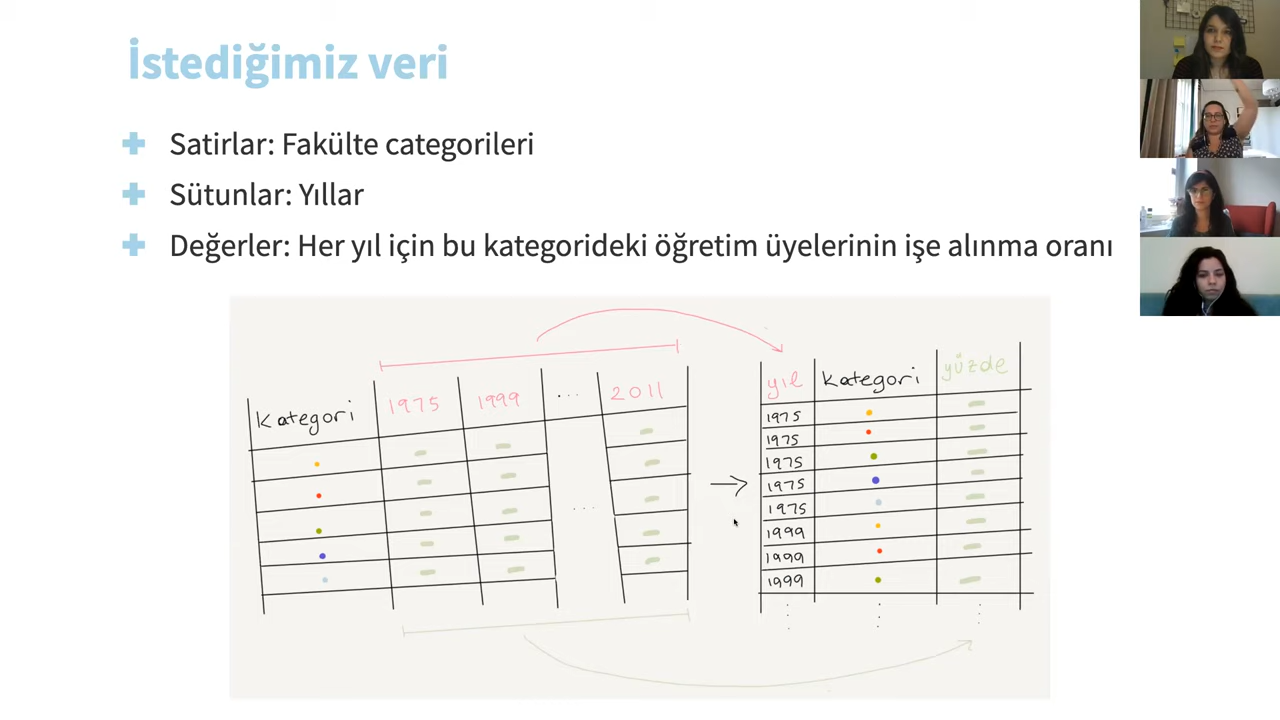 İstediğimiz veri
Satirlar: Fakülte categorileri
Sütunlar: Yıllar
Değerler: Her yıl için bu kategorideki öğretim üyelerinin işe alınma oranı
kategori 1975 1999 ... 2011
...
yıl kategori yüzde
1975
1975
1975
1975
1975
1999
1999
1999